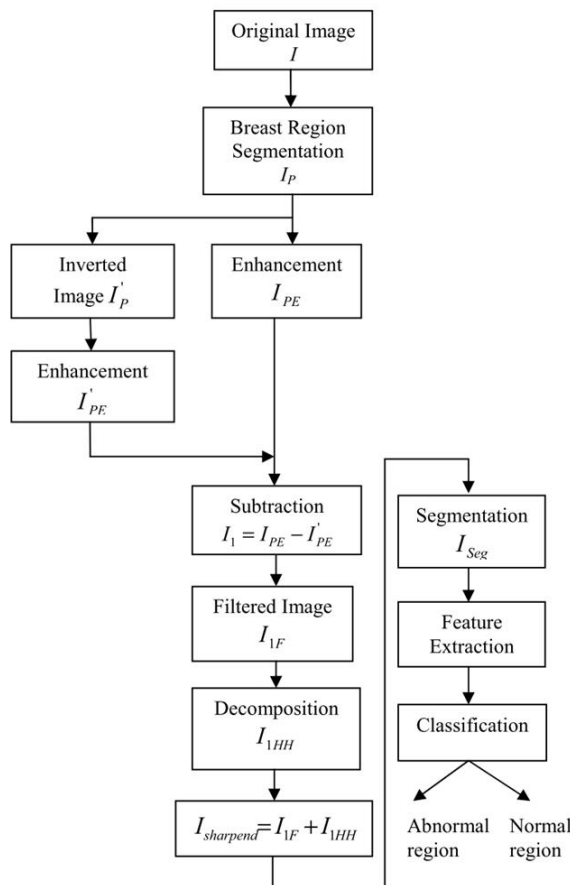 Original Image
I
Breast Region
Segmentation
I_P
Inverted
Image I'_P
Enhancement
I'_PE
Enhancement
I_PE
Subtraction
I_1 = I_PE − I'_PE
Filtered Image
I_1F
Decomposition
I_1HH
I_sharpend = I_1F + I_1HH
Segmentation
I_Seg
Feature
Extraction
Classification
Abnormal
region
Normal
region